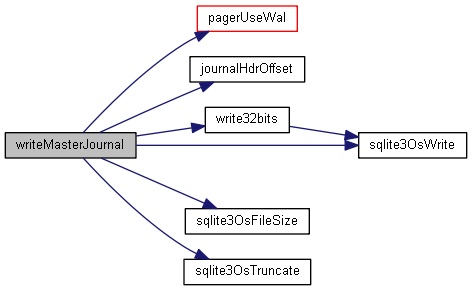 pagerUseWal
journalHdrOffset
write32bits
writeMasterJournal
sqlite3OsWrite
sqlite3OsFileSize
sqlite3OsTruncate